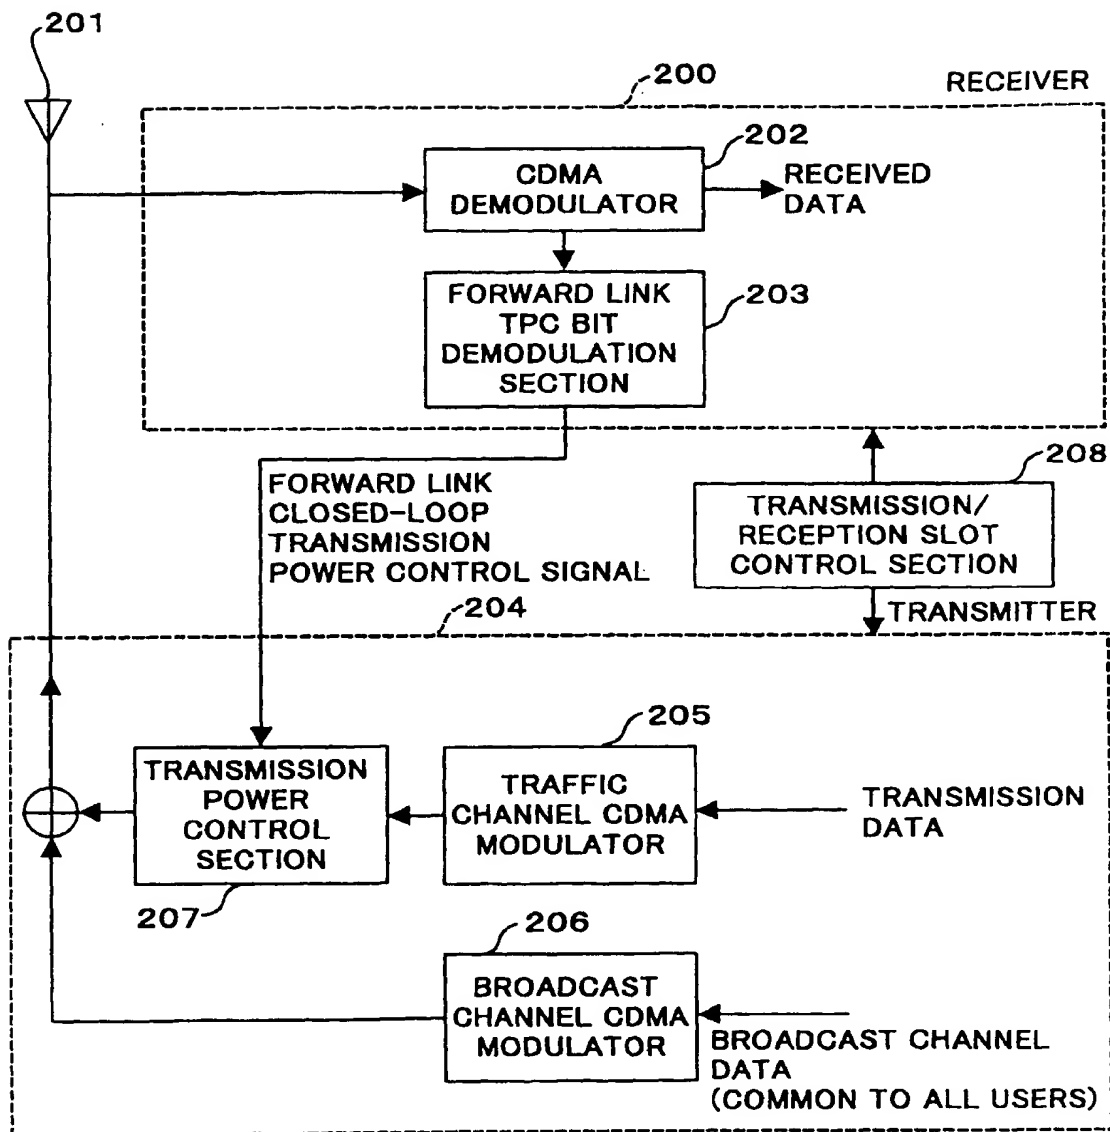 201
200
RECEIVER
202
CDMA
DEMODULATOR
RECEIVED
DATA
203
FORWARD LINK
TPC BIT
DEMODULATION
SECTION
208
FORWARD LINK
CLOSED-LOOP
TRANSMISSION
POWER CONTROL SIGNAL
TRANSMISSION/
RECEPTION SLOT
CONTROL SECTION
204
TRANSMITTER
205
TRANSMISSION
POWER
CONTROL
SECTION
207
TRAFFIC
CHANNEL CDMA
MODULATOR
TRANSMISSION
DATA
206
BROADCAST
CHANNEL CDMA
MODULATOR
BROADCAST CHANNEL
DATA
(COMMON TO ALL USERS)